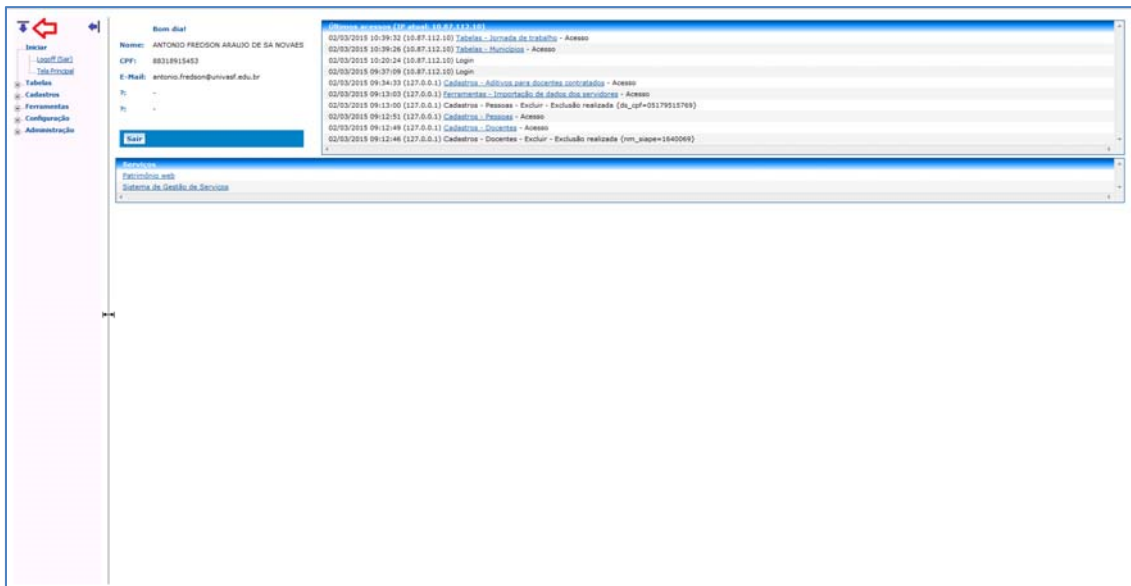 Iniciar
Logoff (Sair)
Tela Principal
Tabelas
Cadastros
Ferramentas
Configuração
Administração
Bom dia!
Nome: ANTONIO FREDSON ARAUJO DE SA NOVAES
CPF: 88318915453
E-Mail: antonio.fredson@univasf.edu.br
?: -
?: -
Sair
Últimos acessos (IP atual: 10.87.112.10)
02/03/2015 10:39:32 (10.87.112.10) Tabelas - Jornada de trabalho - Acesso
02/03/2015 10:39:26 (10.87.112.10) Tabelas - Municípios - Acesso
02/03/2015 10:20:24 (10.87.112.10) Login
02/03/2015 09:37:09 (10.87.112.10) Login
02/03/2015 09:34:33 (127.0.0.1) Cadastros - Aditivos para docentes contratados - Acesso
02/03/2015 09:13:03 (127.0.0.1) Ferramentas - Importação de dados dos servidores - Acesso
02/03/2015 09:13:00 (127.0.0.1) Cadastros - Pessoas - Excluir - Exclusão realizada {ds_cpf=05179515769}
02/03/2015 09:12:51 (127.0.0.1) Cadastros - Pessoas - Acesso
02/03/2015 09:12:49 (127.0.0.1) Cadastros - Docentes - Acesso
02/03/2015 09:12:46 (127.0.0.1) Cadastros - Docentes - Excluir - Exclusão realizada {nm_siape=1640069}
Serviços
Patrimônio web
Sistema de Gestão de Serviços